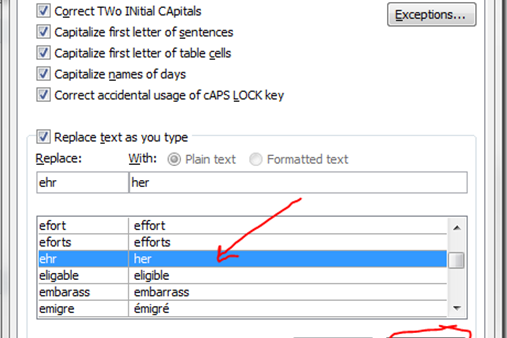 Correct TWo INitial CApitals
Exceptions...
Capitalize first letter of sentences
Capitalize first letter of table cells
Capitalize names of days
Correct accidental usage of cAPS LOCK key
Replace text as you type
Replace: With: Plain text Formatted text
ehr her
efort effort
eforts efforts
ehr her
eligable eligible
embarass embarrass
emigre émigré